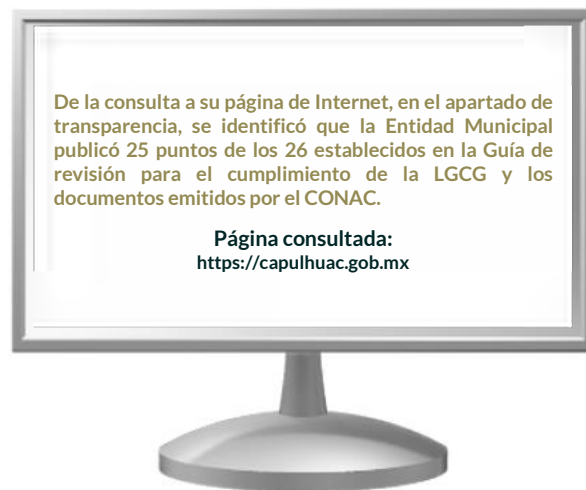 De la consulta a su página de Internet, en el apartado de
transparencia, se identificó que la Entidad Municipal
publicó 25 puntos de los 26 establecidos en la Guía de
revisión para el cumplimiento de la LGCG y los
documentos emitidos por el CONAC.
Página consultada:
https://capulhuac.gob.mx